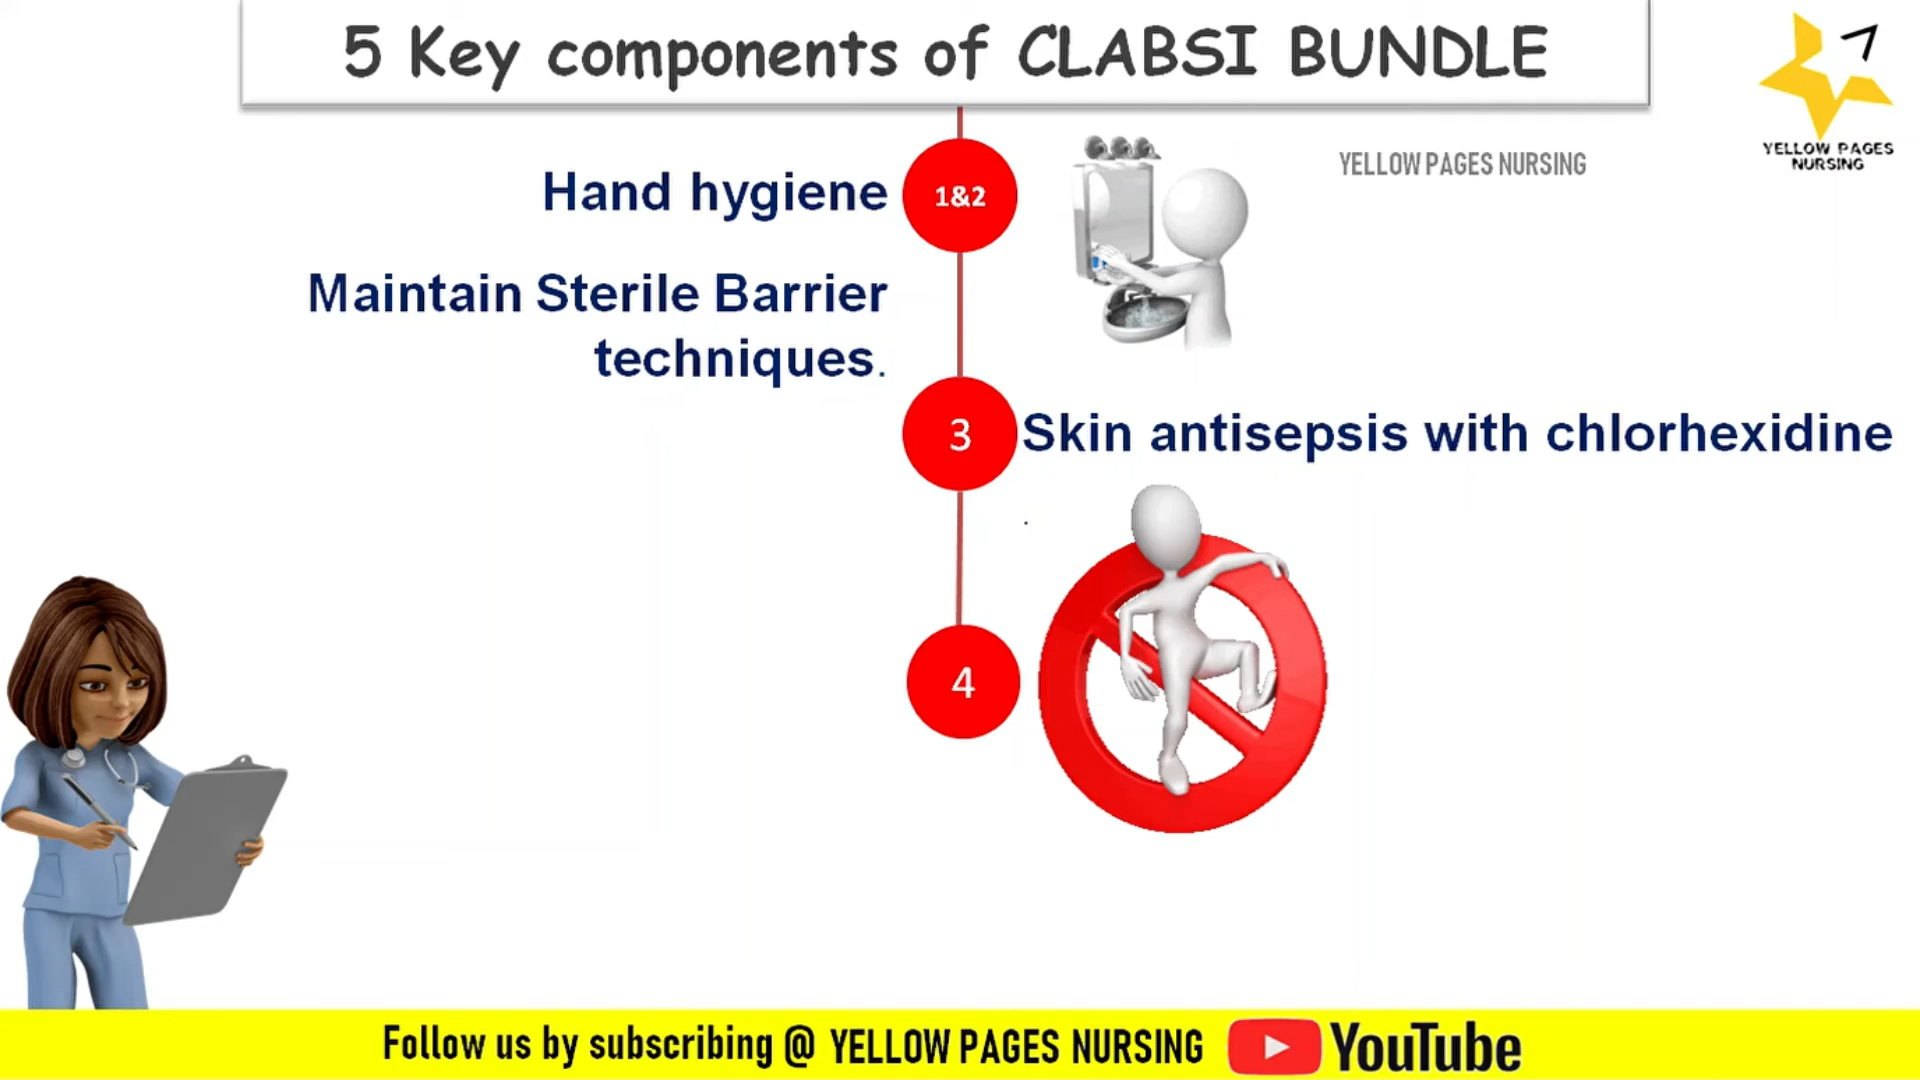 5 Key components of CLABSI BUNDLE
YELLOW PAGES
NURSING
YELLOW PAGES NURSING
Hand hygiene
1&2
Maintain Sterile Barrier
techniques.
3
Skin antisepsis with chlorhexidine
4
Follow us by subscribing @ YELLOW PAGES NURSING YouTube